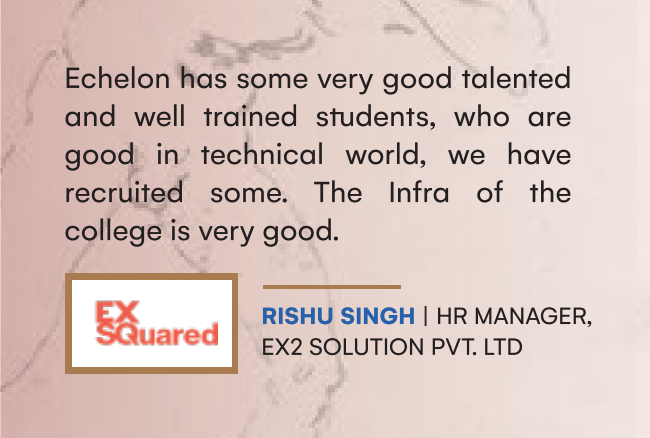 Echelon has some very good talented
and well trained students, who are
good in technical world, we have
recruited some. The Infra of the
college is very good.
EX
SQuared
RISHU SINGH | HR MANAGER,
EX2 SOLUTION PVT. LTD